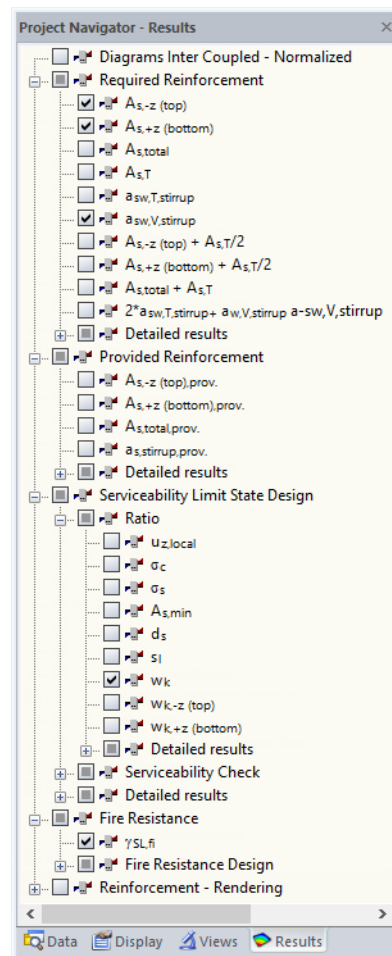 Project Navigator - Results
Diagrams Inter Coupled - Normalized
Required Reinforcement
As,-z (top)
As,+z (bottom)
As,total
As,T
asw,T,stirrup
asw,V,stirrup
As,-z (top) + As,T/2
As,+z (bottom) + As,T/2
As,total + As,T
2*asw,T,stirrup+ aw,V,stirrup a-sw,V,stirrup
Detailed results
Provided Reinforcement
As,-z (top),prov.
As,+z (bottom),prov.
As,total,prov.
as,stirrup,prov.
Detailed results
Serviceability Limit State Design
Ratio
uz,local
σc
σs
As,min
ds
sl
wk
wk,-z (top)
wk,+z (bottom)
Detailed results
Serviceability Check
Detailed results
Fire Resistance
γSL,fi
Fire Resistance Design
Reinforcement - Rendering
Data Display Views Results